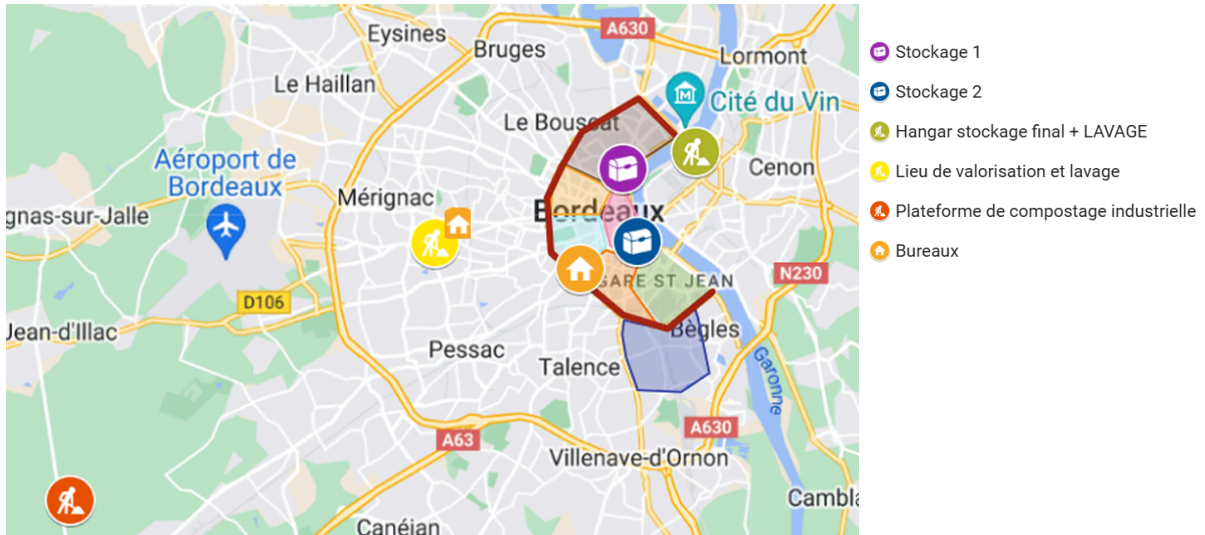 A630
Eysines
Bruges
Lormont
Le Haillan
Cité du Vin
Le Bouscat
Aéroport de
Bordeaux
Cenon
Mérignac
gnas-sur-Jalle
Bordeaux
GARE ST JEAN
N230
D106
Jean-d'Illac
Bègles
Pessac
Talence
Garonne
A630
A63
Villenave-d'Ornon
Cambla
Canéjan
Stockage 1
Stockage 2
Hangar stockage final + LAVAGE
Lieu de valorisation et lavage
Plateforme de compostage industrielle
Bureaux